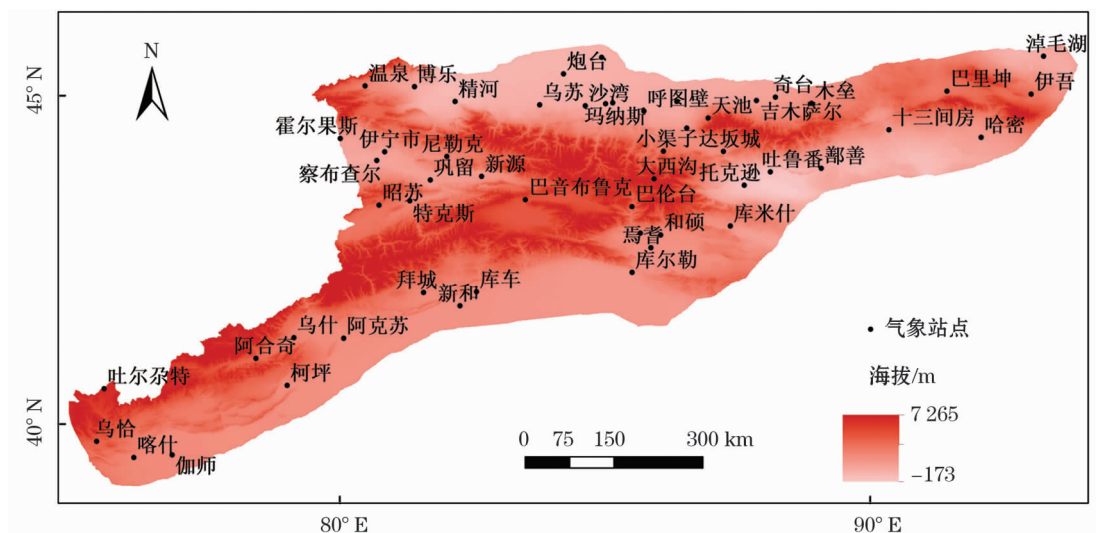 N
45° N
40° N
80° E
90° E
淖毛湖
炮台
温泉
博乐
精河
乌苏
沙湾
玛纳斯
呼图壁
天池
奇台
木垒
吉木萨尔
巴里坤
伊吾
十三间房
哈密
霍尔果斯
伊宁市
尼勒克
察布查尔
巩留
新源
昭苏
特克斯
小渠子
达坂城
大西沟
托克逊
吐鲁番
鄯善
巴音布鲁克
巴伦台
库米什
和硕
焉耆
库尔勒
拜城
新和
库车
乌什
阿克苏
阿合奇
柯坪
吐尔尕特
乌恰
喀什
伽师
气象站点
海拔/m
7 265
-173
0 75 150 300 km